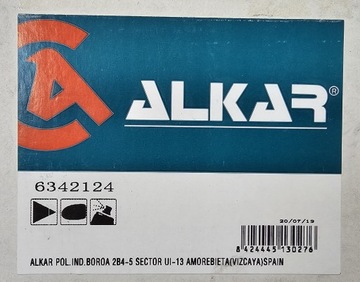 ALKAR®
6342124
20/07/19
8 424445 130276
ALKAR POL.IND.BOROA 2B4-5 SECTOR UI-13 AMOREBIETA(VIZCAYA)SPAIN